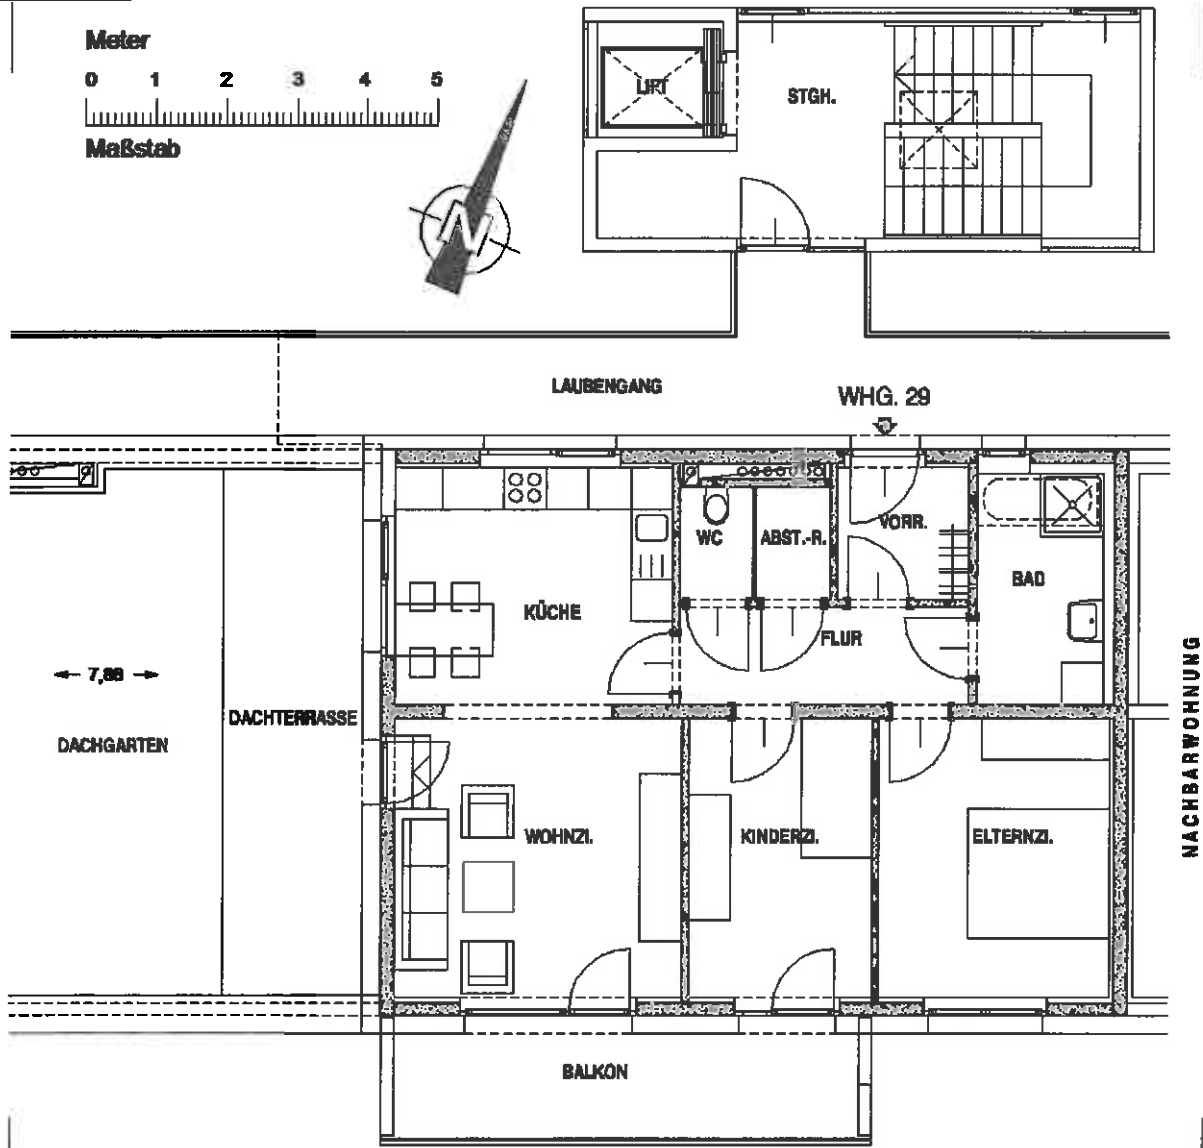 Meter
0 1 2 3 4 5
Maßstab
N
LIFT
STGH.
LAUBENGANG
WHG. 29
WC
ABST.-R.
VORR.
BAD
KÜCHE
FLUR
7,88
DACHTERRASSE
DACHGARTEN
NACHBARWOHNUNG
WOHNZI.
KINDERZI.
ELTERNZI.
BALKON